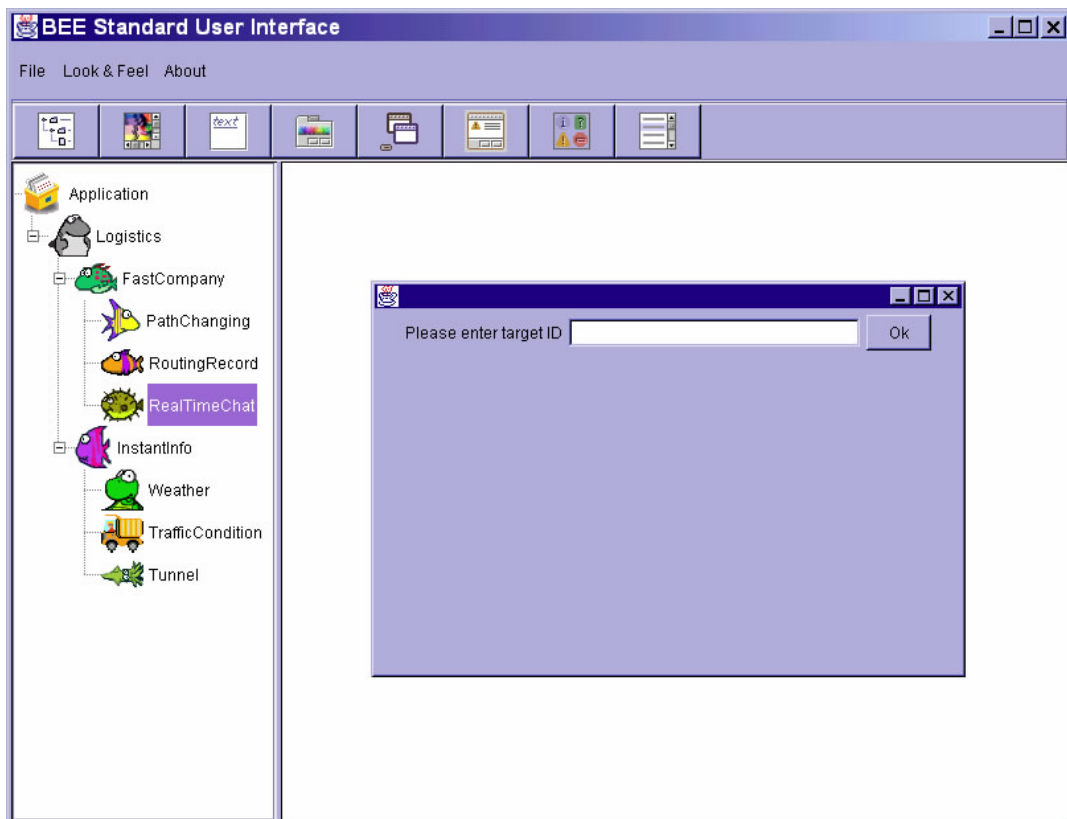 BEE Standard User Interface
File Look & Feel About
text
Application
Logistics
FastCompany
PathChanging
RoutingRecord
RealTimeChat
InstantInfo
Weather
TrafficCondition
Tunnel
Please enter target ID Ok